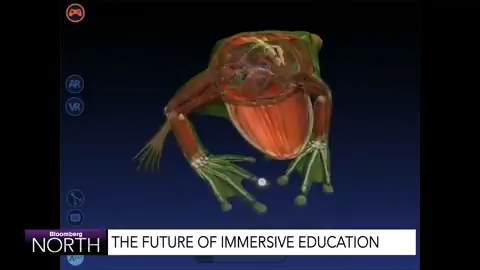 AR
VR
Bloomberg
NORTH
THE FUTURE OF IMMERSIVE EDUCATION